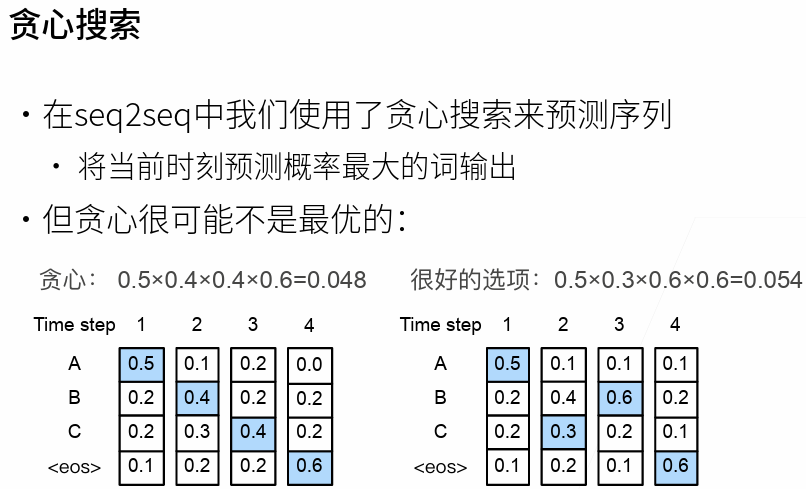 贪心搜索
• 在seq2seq中我们使用了贪心搜索来预测序列
• 将当前时刻预测概率最大的词输出
• 但贪心很可能不是最优的：
贪心： 0.5×0.4×0.4×0.6=0.048
Time step 1 2 3 4
A 0.5 0.1 0.2 0.0
B 0.2 0.4 0.2 0.2
C 0.2 0.3 0.4 0.2
<eos> 0.1 0.2 0.2 0.6
很好的选项：0.5×0.3×0.6×0.6=0.054
Time step 1 2 3 4
A 0.5 0.1 0.1 0.1
B 0.2 0.4 0.6 0.2
C 0.2 0.3 0.2 0.1
<eos> 0.1 0.2 0.1 0.6